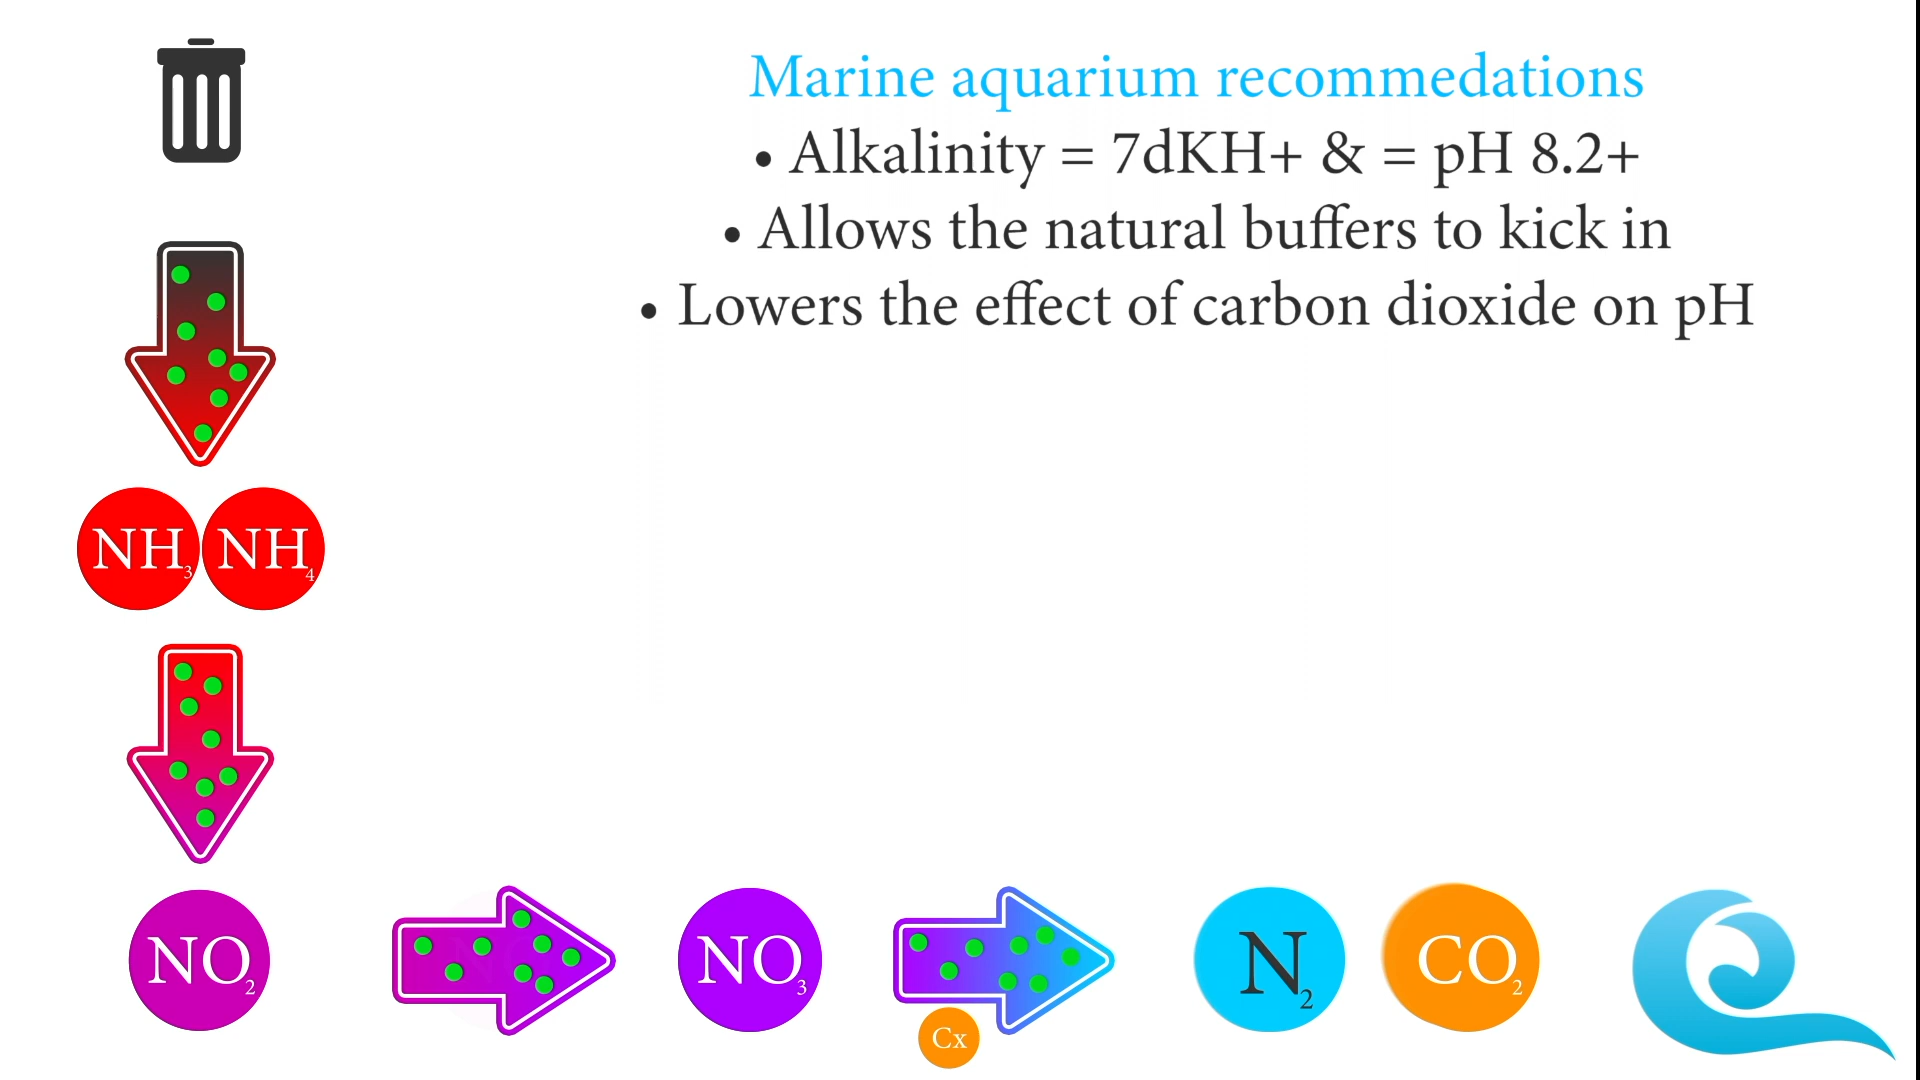 Marine aquarium recommedations
• Alkalinity = 7dKH+ & = pH 8.2+
• Allows the natural buffers to kick in
• Lowers the effect of carbon dioxide on pH
NH₃ NH₄
NO₂ NO₃ N₂ CO₂
Cx